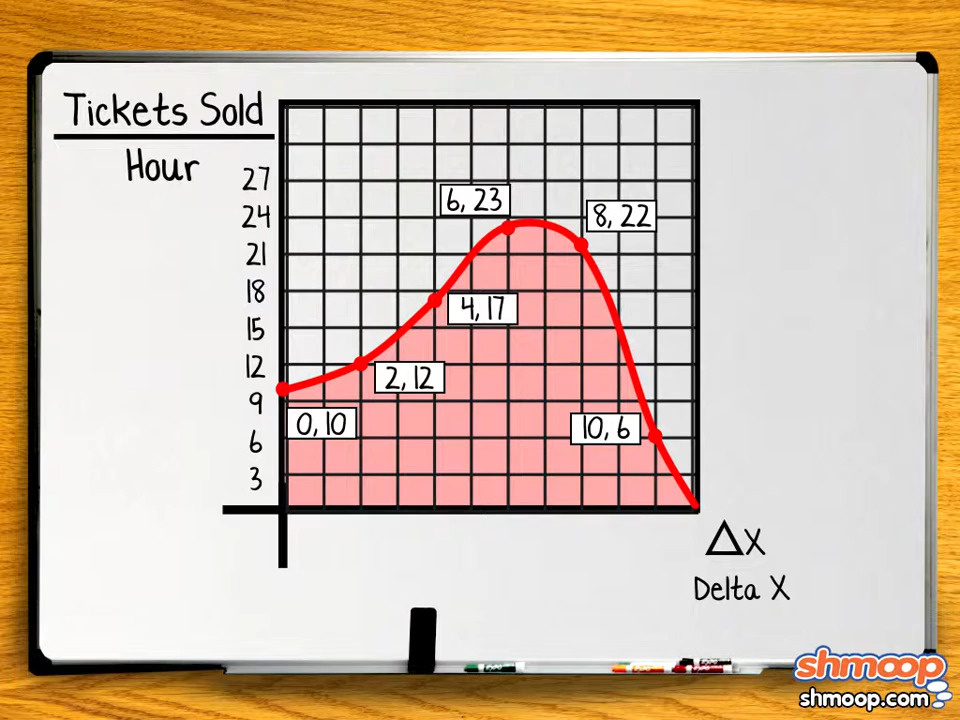 Tickets Sold
Hour
27
24
21
18
15
12
9
6
3
6, 23
8, 22
4, 17
2, 12
0, 10
10, 6
△X
Delta X
shmoop
shmoop.com